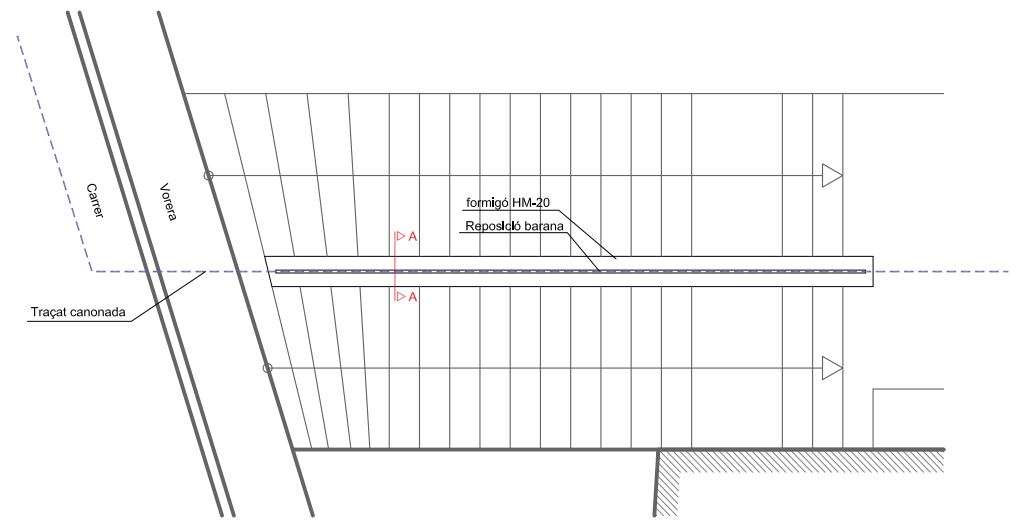 Carrer
Vorera
formigó HM-20
Reposició barana
A
A
Traçat canonada